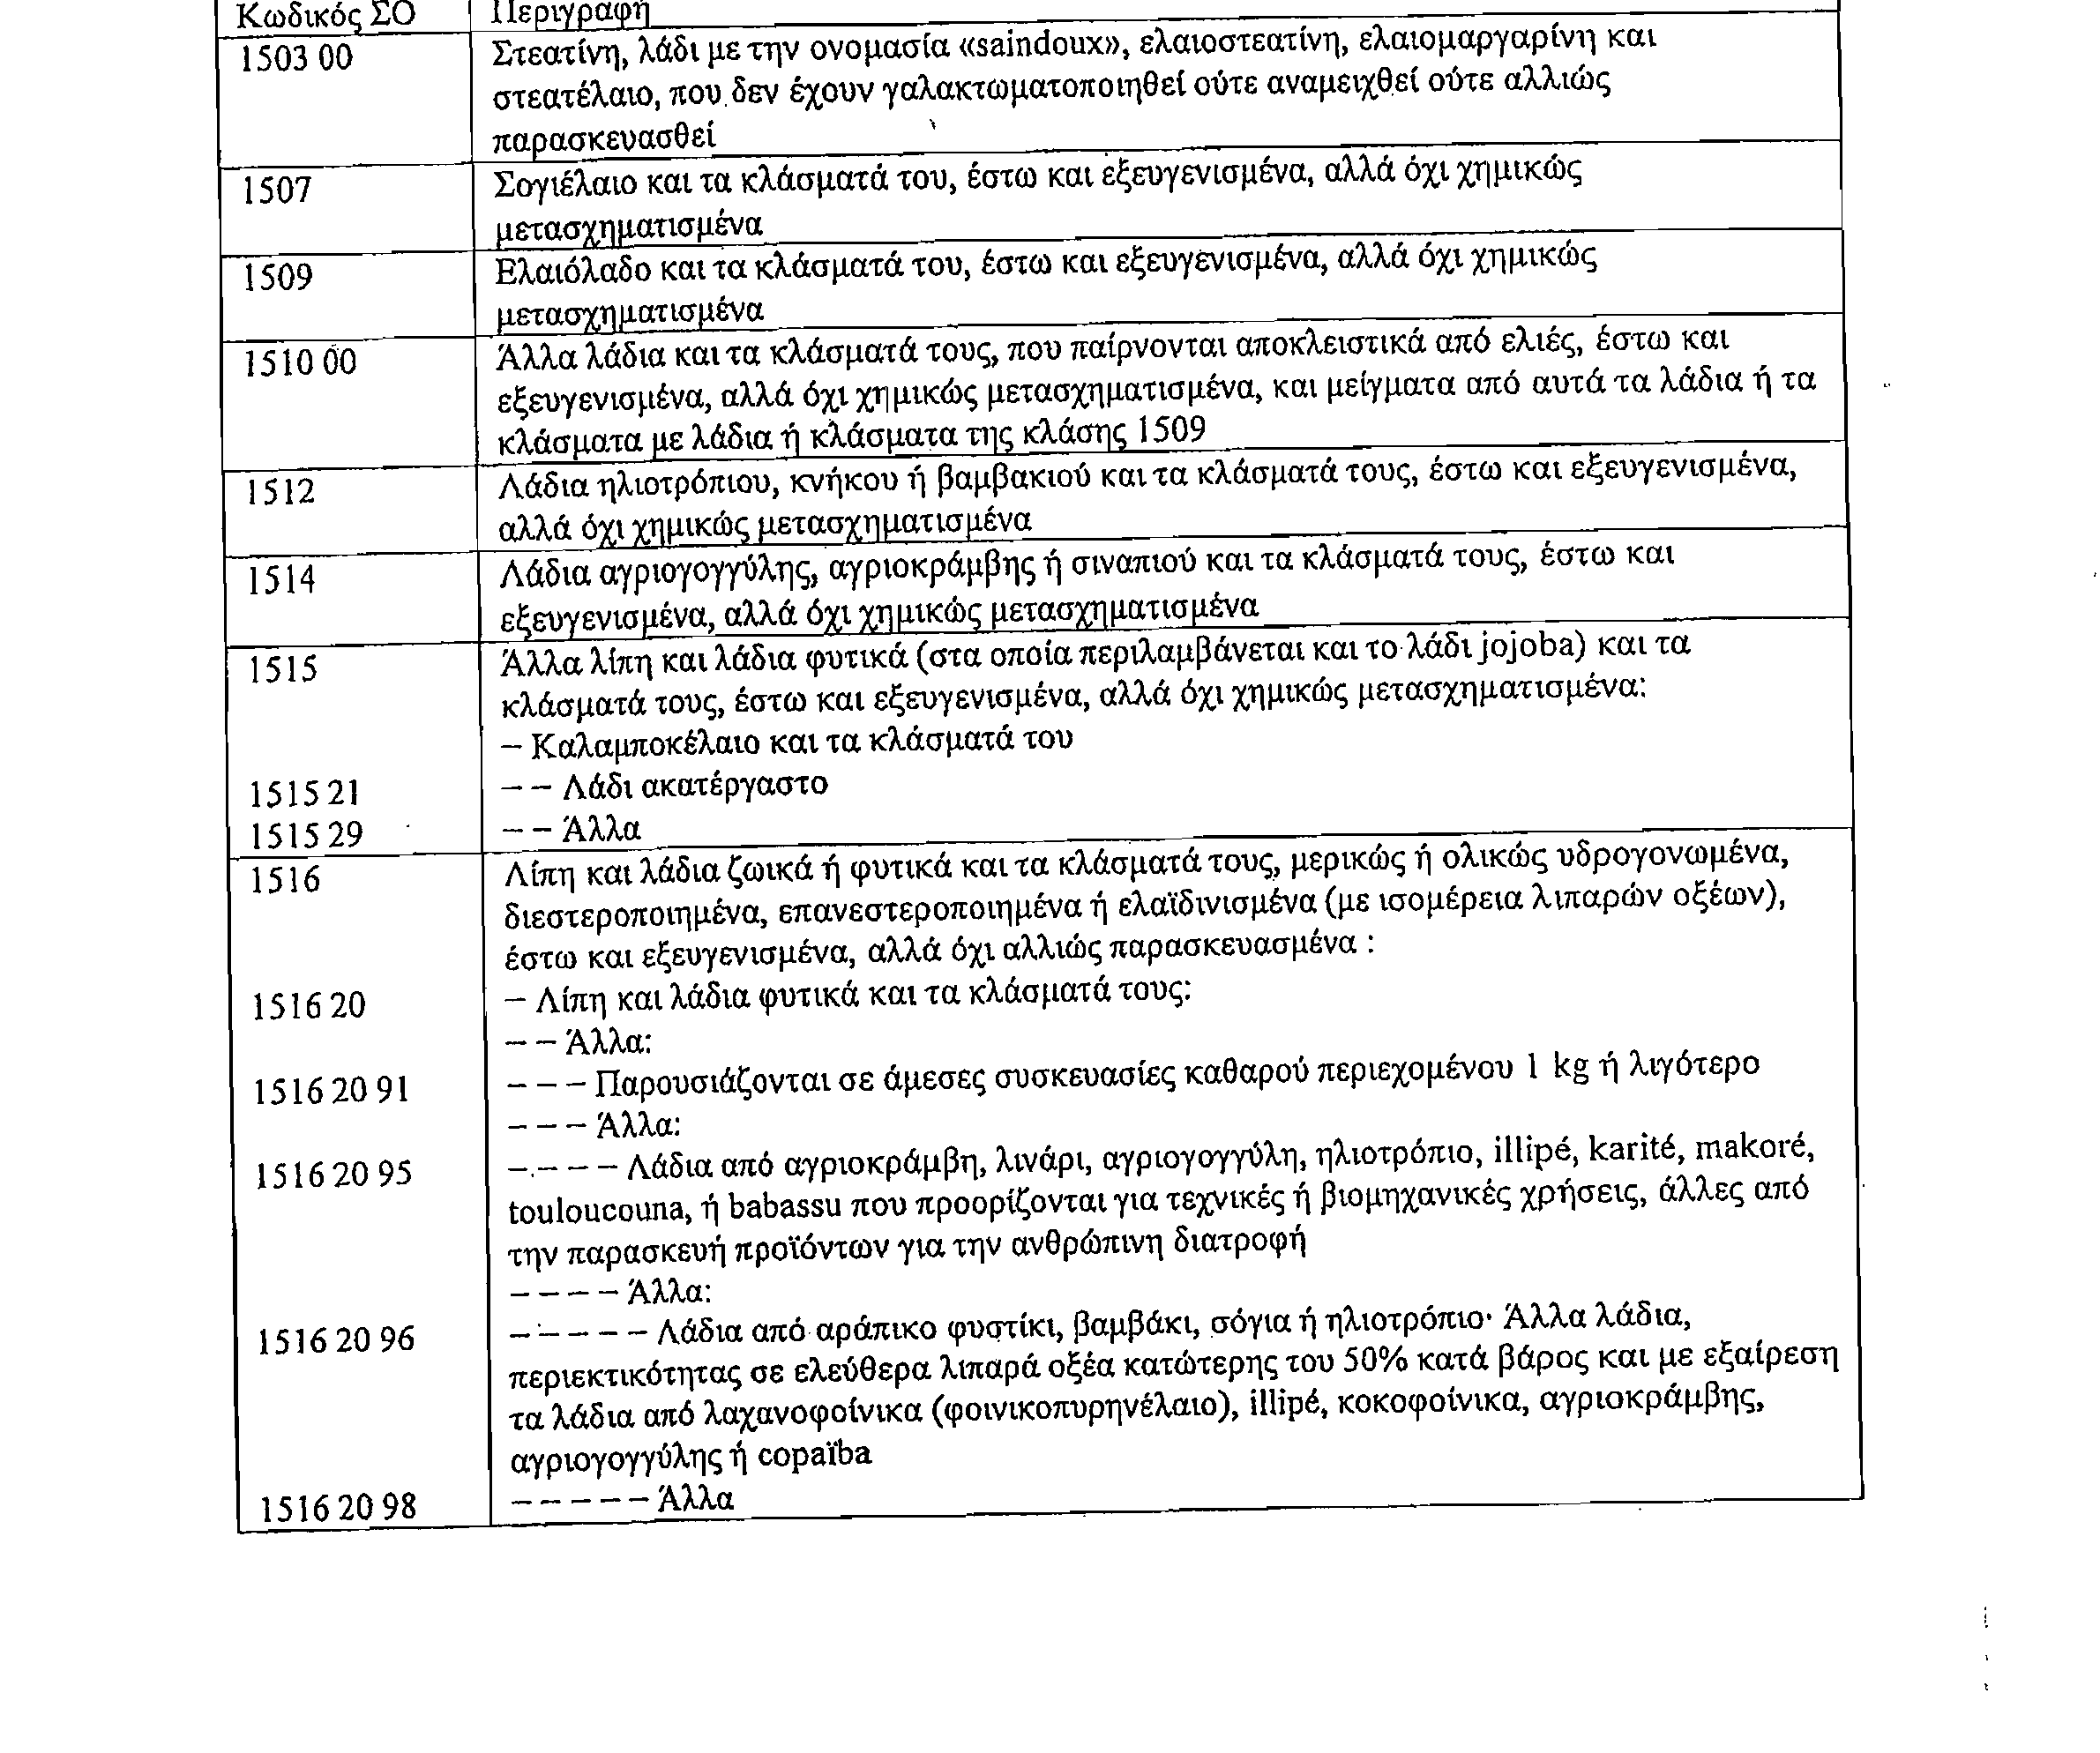 Κωδικός ΣΟ Περιγραφή
1503 00 Στεατίνη, λάδι με την ονομασία «saindoux», ελαιοστεατίνη, ελαιομαργαρίνη και
στεατέλαιο, που δεν έχουν γαλακτωματοποιηθεί ούτε αναμειχθεί ούτε αλλιώς
παρασκευασθεί
1507 Σογιέλαιο και τα κλάσματά του, έστω και εξευγενισμένα, αλλά όχι χημικώς
μετασχηματισμένα
1509 Ελαιόλαδο και τα κλάσματά του, έστω και εξευγενισμένα, αλλά όχι χημικώς
μετασχηματισμένα
1510 00 Άλλα λάδια και τα κλάσματά τους, που παίρνονται αποκλειστικά από ελιές, έστω και
εξευγενισμένα, αλλά όχι χημικώς μετασχηματισμένα, και μείγματα από αυτά τα λάδια ή τα
κλάσματα με λάδια ή κλάσματα της κλάσης 1509
1512 Λάδια ηλιοτρόπιου, κνήκου ή βαμβακιού και τα κλάσματά τους, έστω και εξευγενισμένα,
αλλά όχι χημικώς μετασχηματισμένα
1514 Λάδια αγριογογγύλης, αγριοκράμβης ή σιναπιού και τα κλάσματά τους, έστω και
εξευγενισμένα, αλλά όχι χημικώς μετασχηματισμένα
1515 Άλλα λίπη και λάδια φυτικά (στα οποία περιλαμβάνεται και το λάδι jojoba) και τα
κλάσματά τους, έστω και εξευγενισμένα, αλλά όχι χημικώς μετασχηματισμένα:
– Καλαμποκέλαιο και τα κλάσματά του
1515 21 – – Λάδι ακατέργαστο
1515 29 – – Άλλα
1516 Λίπη και λάδια ζωικά ή φυτικά και τα κλάσματά τους, μερικώς ή ολικώς υδρογονωμένα,
διεστεροποιημένα, επανεστεροποιημένα ή ελαϊδινισμένα (με ισομέρεια λιπαρών οξέων),
έστω και εξευγενισμένα, αλλά όχι αλλιώς παρασκευασμένα :
1516 20 – Λίπη και λάδια φυτικά και τα κλάσματά τους:
– – Άλλα:
1516 20 91 – – – Παρουσιάζονται σε άμεσες συσκευασίες καθαρού περιεχομένου 1 kg ή λιγότερο
– – – Άλλα:
1516 20 95 – – – – Λάδια από αγριοκράμβη, λινάρι, αγριογογγύλη, ηλιοτρόπιο, illipé, karité, makoré,
touloucouna, ή babassu που προορίζονται για τεχνικές ή βιομηχανικές χρήσεις, άλλες από
την παρασκευή προϊόντων για την ανθρώπινη διατροφή
– – – – Άλλα:
1516 20 96 – – – – – Λάδια από αράπικο φυστίκι, βαμβάκι, σόγια ή ηλιοτρόπιο· Άλλα λάδια,
περιεκτικότητας σε ελεύθερα λιπαρά οξέα κατώτερης του 50% κατά βάρος και με εξαίρεση
τα λάδια από λαχανοφοίνικα (φοινικοπυρηνέλαιο), illipé, κοκοφοίνικα, αγριοκράμβης,
αγριογογγύλης ή copaïba
1516 20 98 – – – – – Άλλα